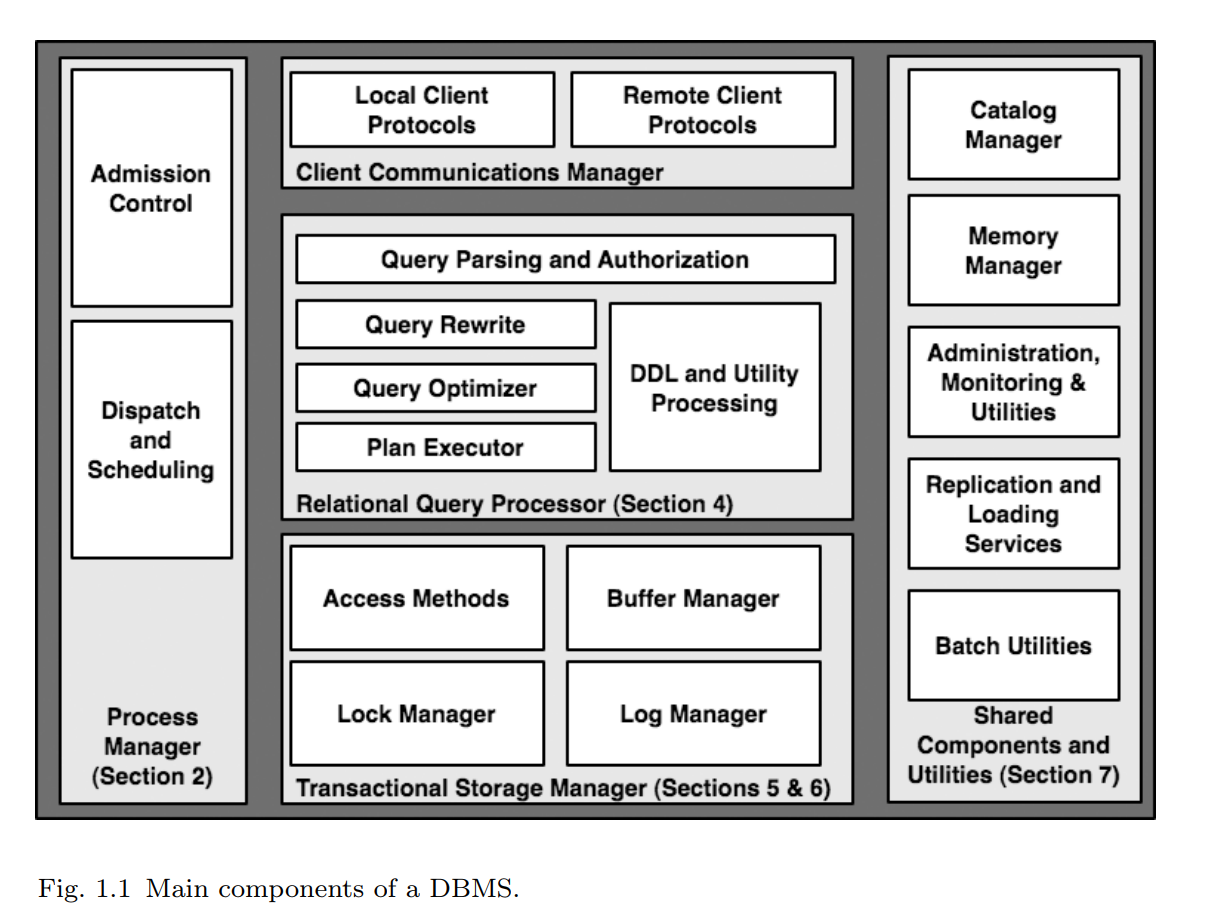 Admission
Control
Dispatch
and
Scheduling
Process
Manager
(Section 2)
Local Client
Protocols
Remote Client
Protocols
Client Communications Manager
Query Parsing and Authorization
Query Rewrite
Query Optimizer
Plan Executor
DDL and Utility
Processing
Relational Query Processor (Section 4)
Access Methods
Buffer Manager
Lock Manager
Log Manager
Transactional Storage Manager (Sections 5 & 6)
Catalog
Manager
Memory
Manager
Administration,
Monitoring &
Utilities
Replication and
Loading
Services
Batch Utilities
Shared
Components and
Utilities (Section 7)
Fig. 1.1 Main components of a DBMS.